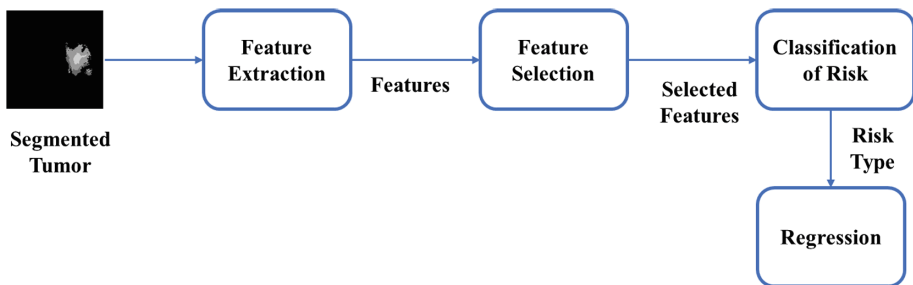 Segmented
Tumor
Feature
Extraction
Features
Feature
Selection
Selected
Features
Classification
of Risk
Risk
Type
Regression